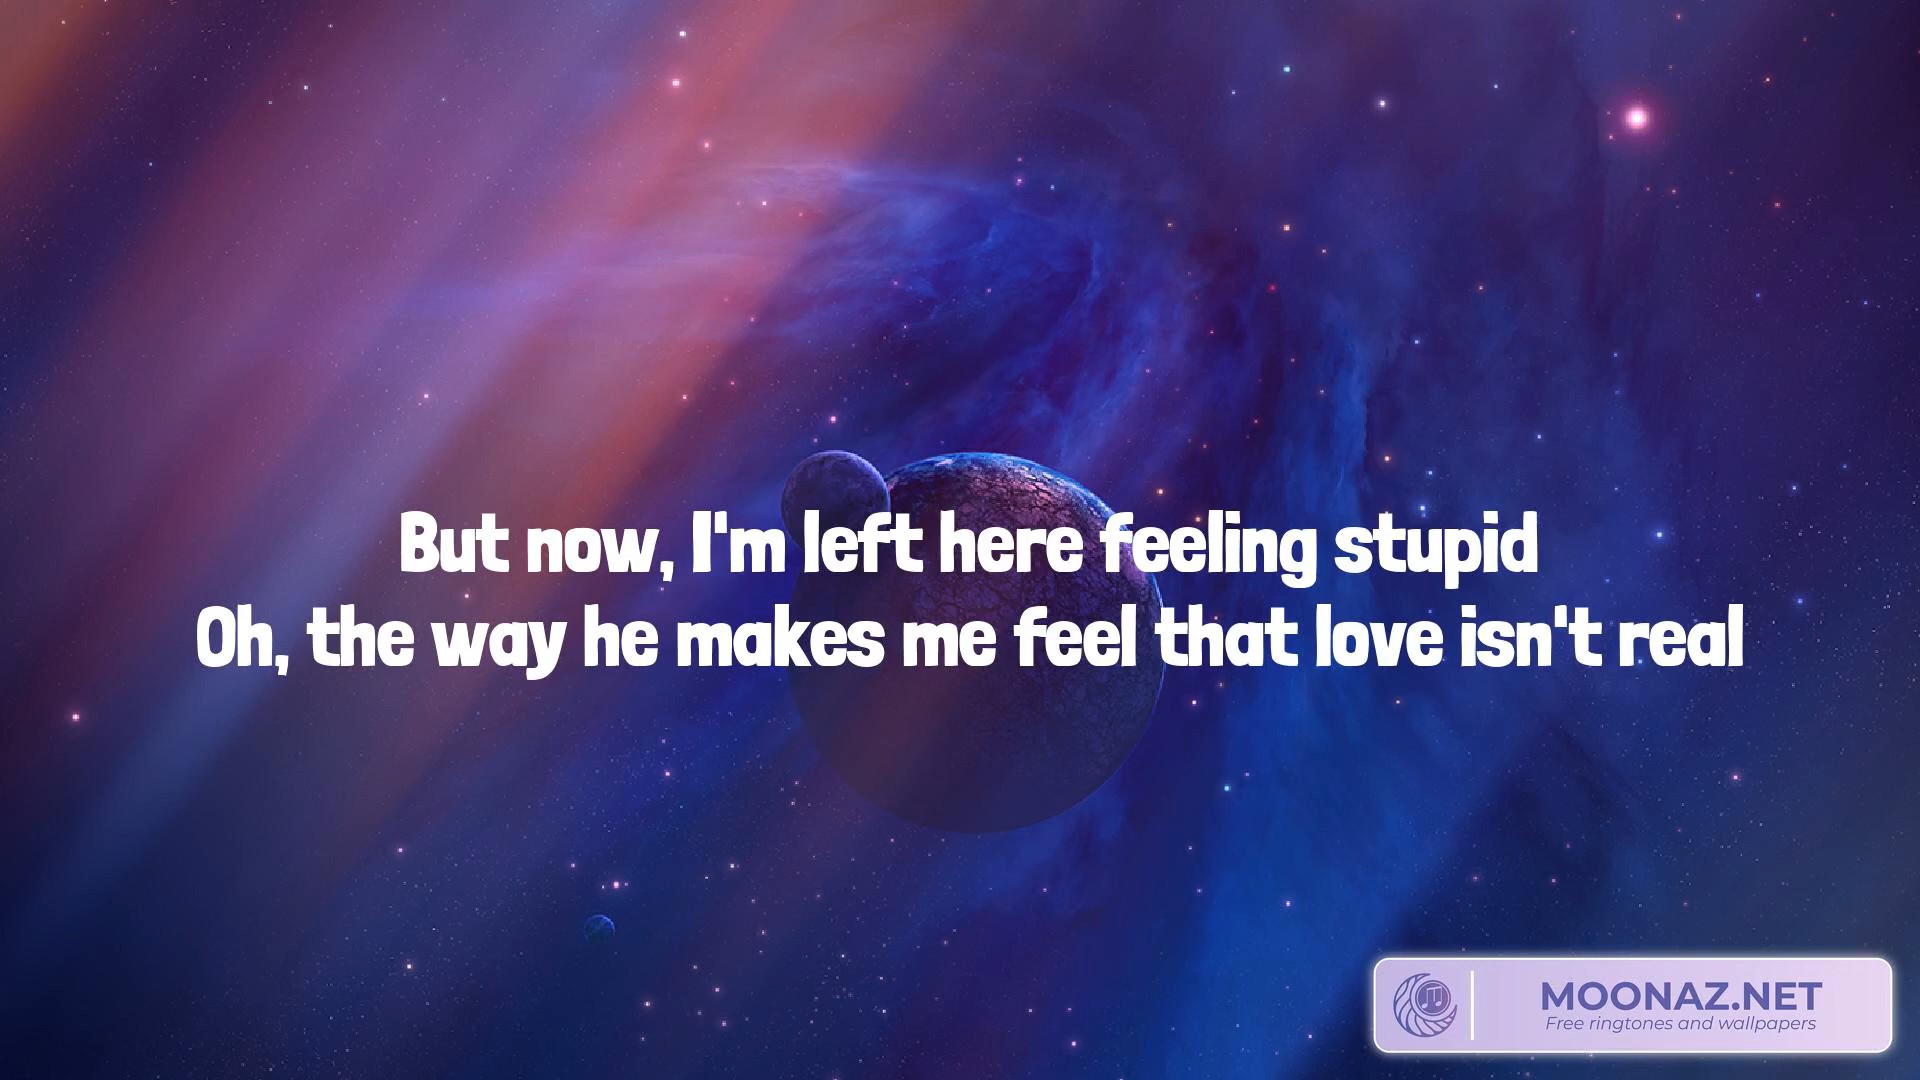 But now, I'm left here feeling stupid
Oh, the way he makes me feel that love isn't real
MOONAZ.NET
Free ringtones and wallpapers